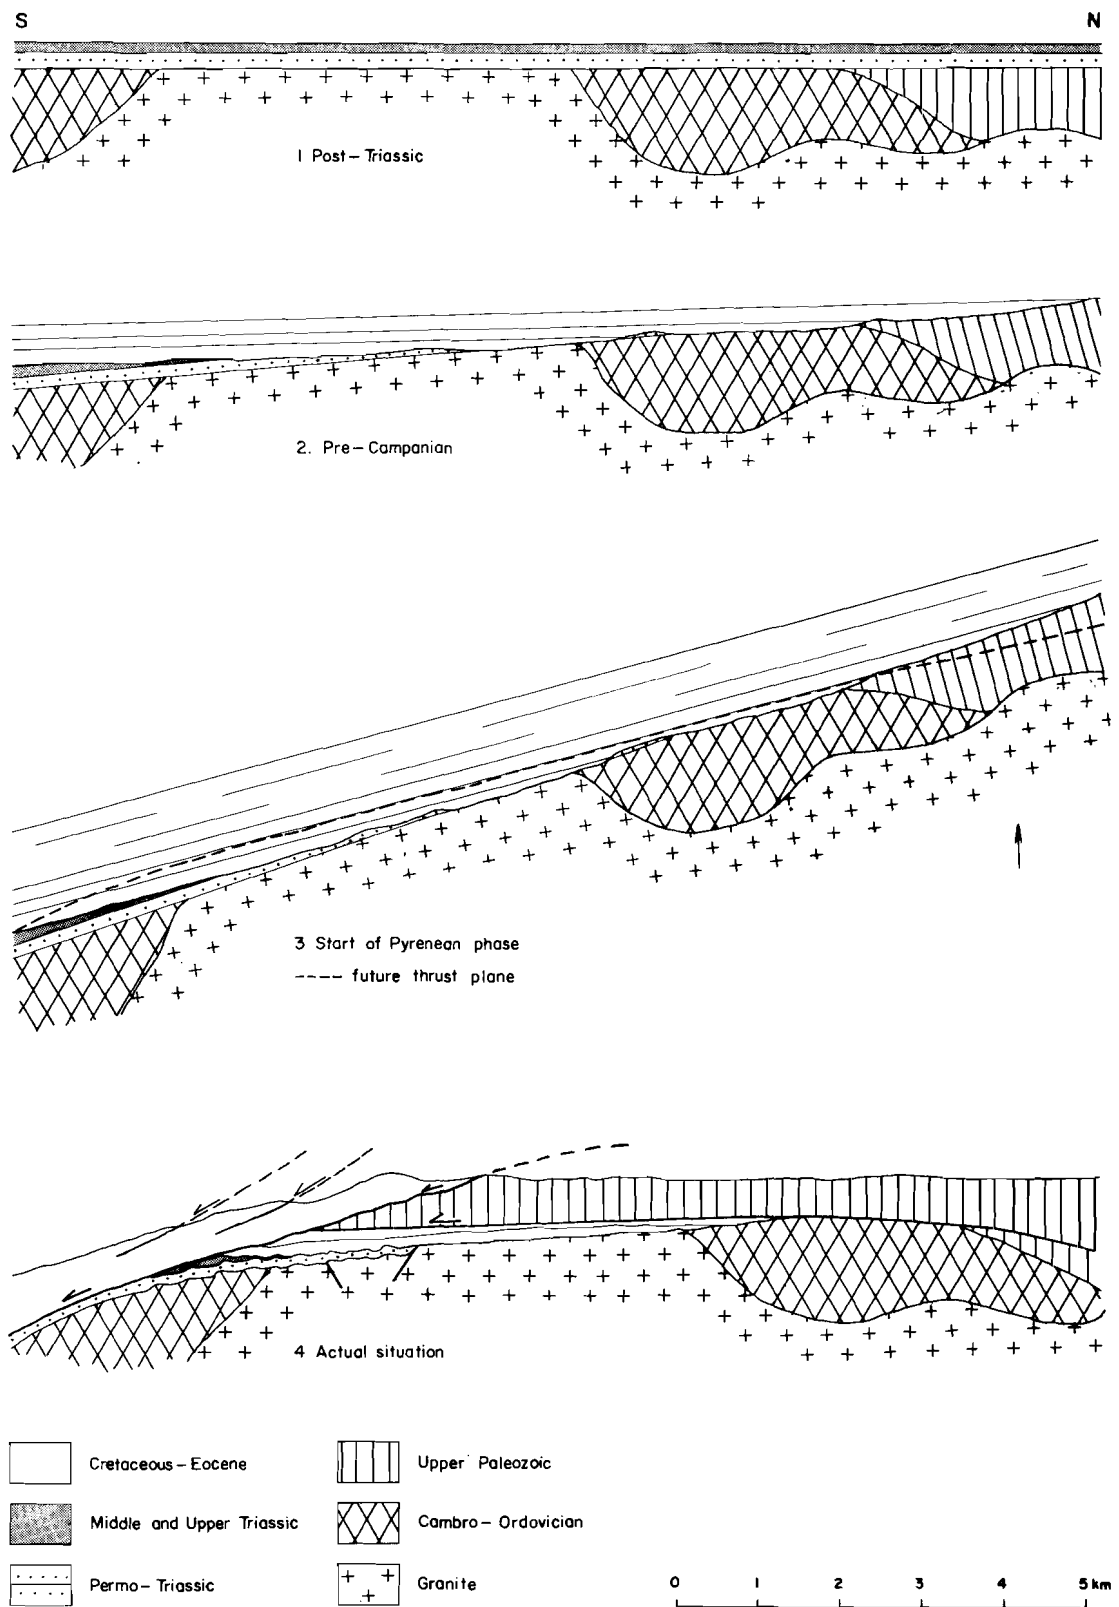 S N
1 Post-Triassic
2. Pre-Campanian
3 Start of Pyrenean phase
---- future thrust plane
4 Actual situation
Cretaceous-Eocene
Upper Paleozoic
Middle and Upper Triassic
Cambro-Ordovician
Permo-Triassic
Granite
0 1 2 3 4 5 km